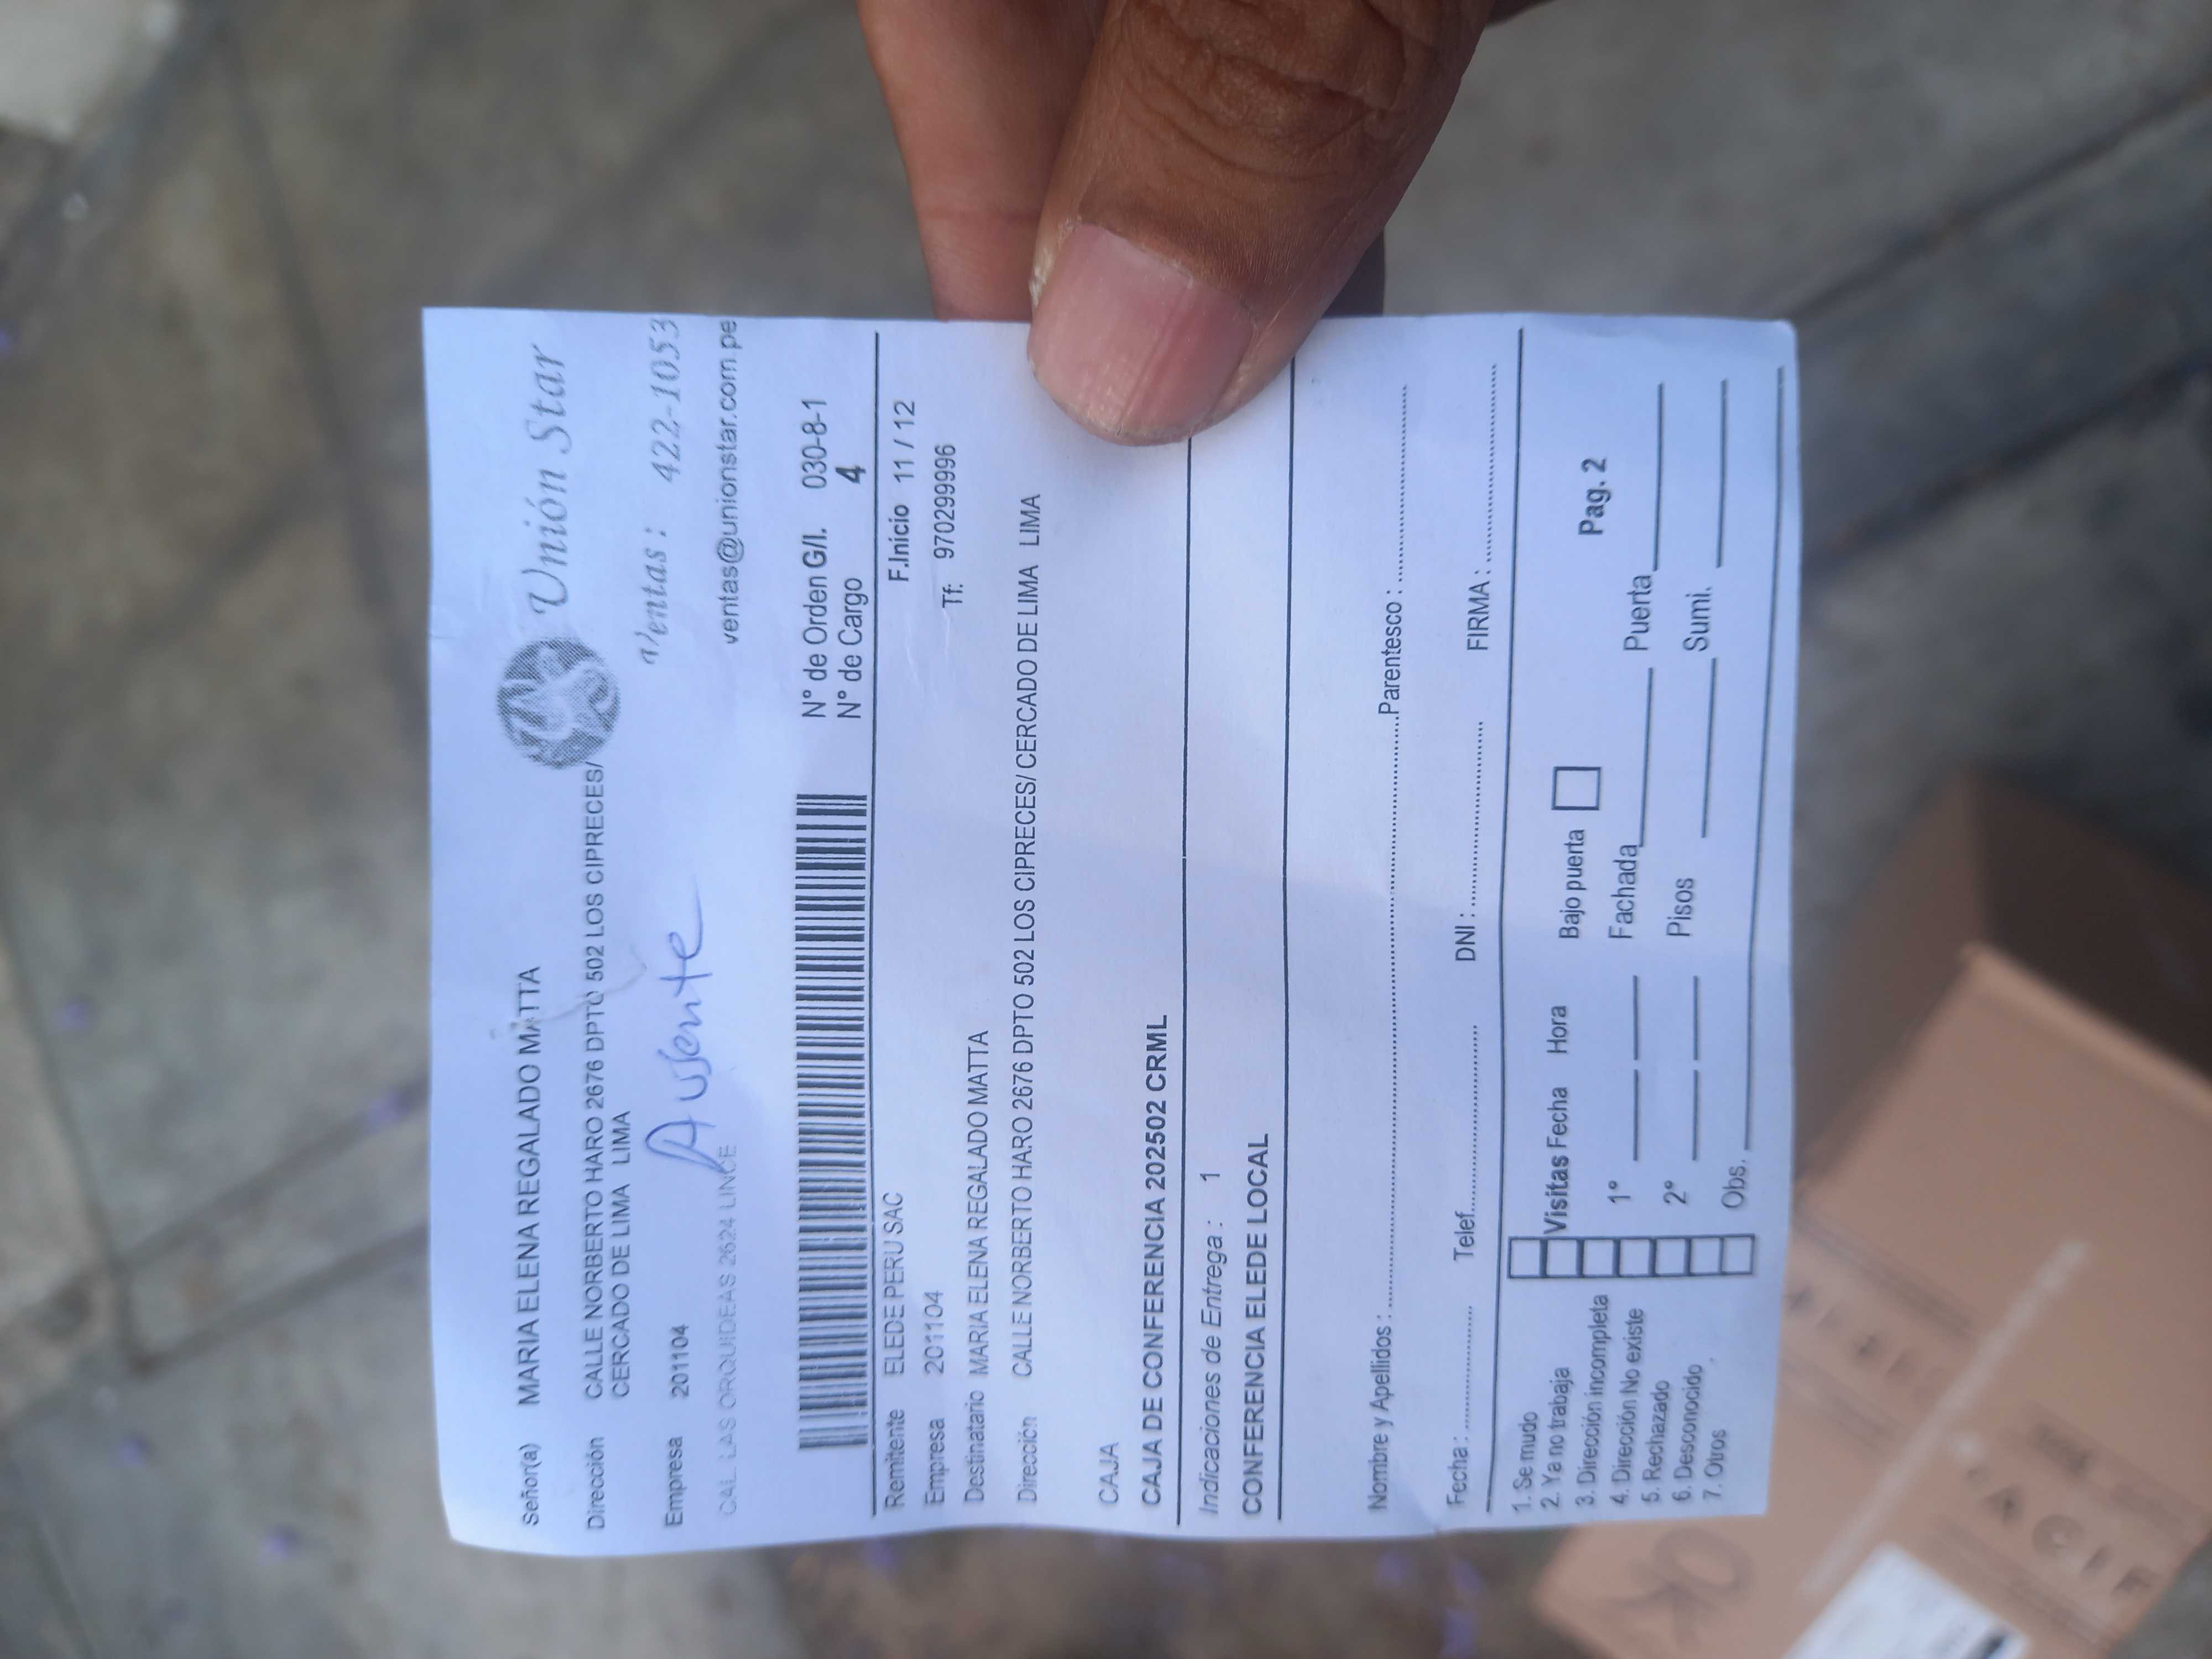 Unión Star
Señor(a) MARIA ELENA REGALADO MATTA
Dirección CALLE NORBERTO HARO 2676 DPTO 502 LOS CIPRECES/
CERCADO DE LIMA LIMA
Ventas : 422-1053
Empresa 201104
Ausente
CAL. LAS ORQUIDEAS 2624 LINCE
ventas@unionstar.com.pe
N° de Orden G/I. 030-8-1
N° de Cargo 4
Remitente ELEDE PERU SAC F.Inicio 11 / 12
Empresa 201104 Tf: 970299996
Destinatario MARIA ELENA REGALADO MATTA
Dirección CALLE NORBERTO HARO 2676 DPTO 502 LOS CIPRECES/ CERCADO DE LIMA LIMA
CAJA
CAJA DE CONFERENCIA 202502 CRML
Indicaciones de Entrega : 1
CONFERENCIA ELEDE LOCAL
Nombre y Apellidos : Parentesco :
Fecha : Telef. DNI : FIRMA :
1. Se mudo
2. Ya no trabaja Visitas Fecha Hora Bajo puerta Pag. 2
3. Dirección incompleta
4. Dirección No existe 1° Fachada Puerta
5. Rechazado
6. Desconocido 2° Pisos Sumi.
7. Otros Obs.
OK